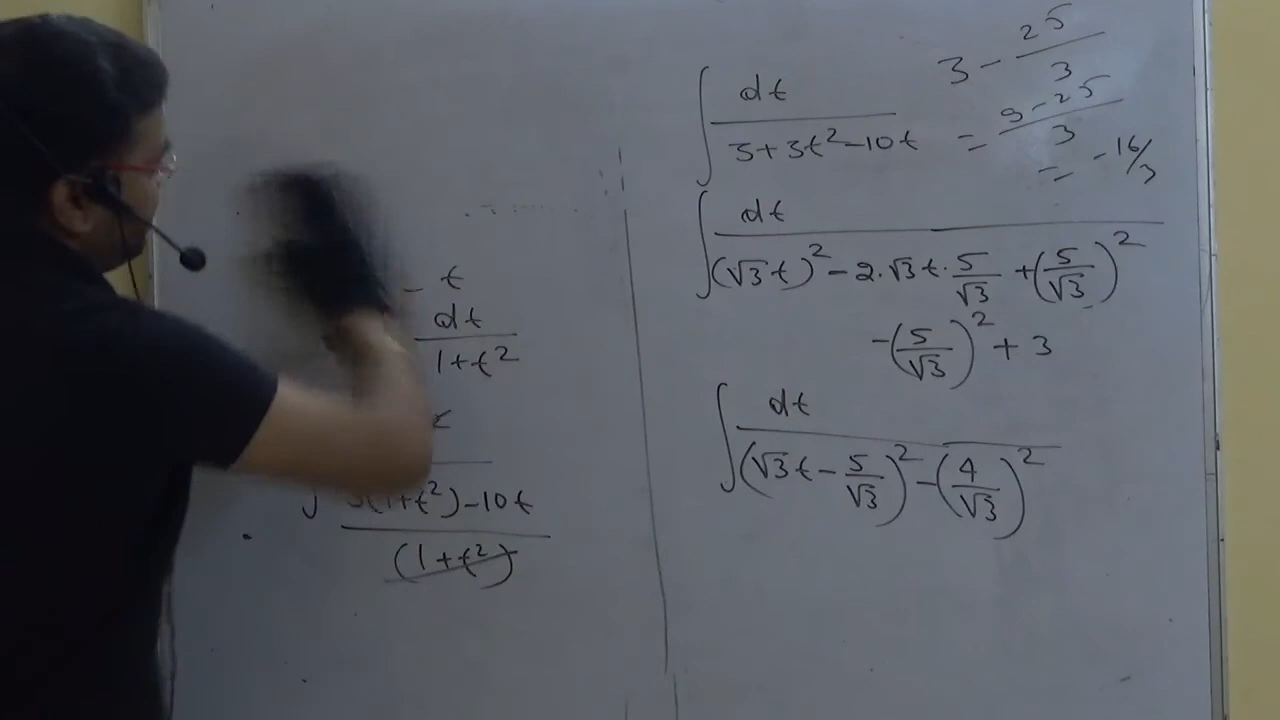 - t
dt
1+t²
∫ 3(1+t²)-10t
(1+t²)
3 - 25/3
∫ dt / 3+3t²-10t
= 9-25/3
= -16/3
∫ dt / (√3t)² - 2·√3t·5/√3 + (5/√3)²
-(5/√3)² + 3
∫ dt / (√3t - 5/√3)² - (4/√3)²